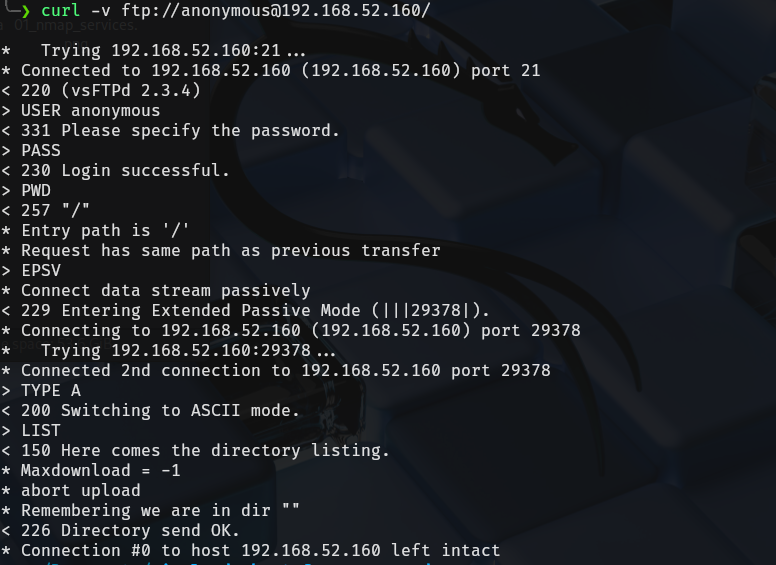 ❯ curl -v ftp://anonymous@192.168.52.160/
01_nmap_services.
*   Trying 192.168.52.160:21...
* Connected to 192.168.52.160 (192.168.52.160) port 21
< 220 (vsFTPd 2.3.4)
> USER anonymous
< 331 Please specify the password.
> PASS
< 230 Login successful.
> PWD
< 257 "/"
* Entry path is '/'
* Request has same path as previous transfer
> EPSV
* Connect data stream passively
< 229 Entering Extended Passive Mode (|||29378|).
* Connecting to 192.168.52.160 (192.168.52.160) port 29378
*   Trying 192.168.52.160:29378...
* Connected 2nd connection to 192.168.52.160 port 29378
> TYPE A
< 200 Switching to ASCII mode.
> LIST
< 150 Here comes the directory listing.
* Maxdownload = -1
* abort upload
* Remembering we are in dir ""
< 226 Directory send OK.
* Connection #0 to host 192.168.52.160 left intact